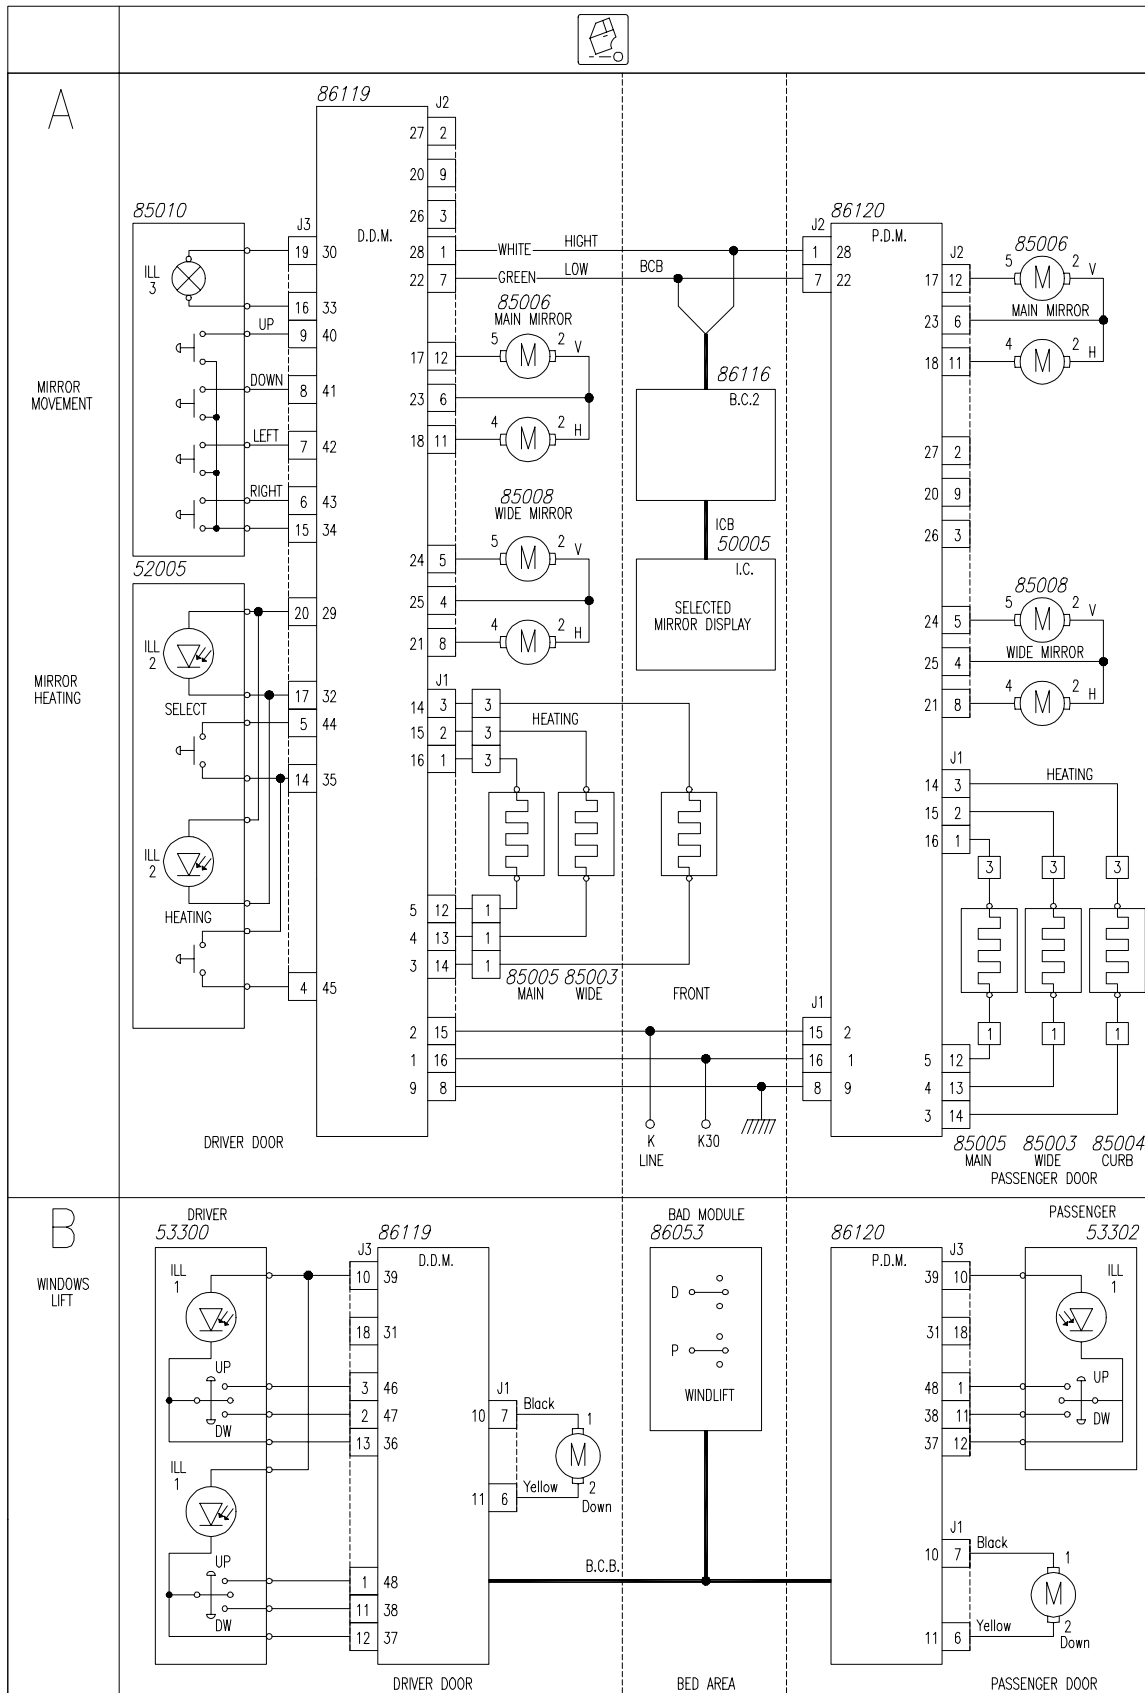 A
MIRROR
MOVEMENT
MIRROR
HEATING
85010
ILL
3
UP
DOWN
LEFT
RIGHT
52005
ILL
2
SELECT
ILL
2
HEATING
J3
19 30
16 33
9 40
8 41
7 42
6 43
15 34
20 29
17 32
5 44
14 35
4 45
DRIVER DOOR
86119
D.D.M.
J2
27 2
20 9
26 3
28 1 WHITE HIGHT
22 7 GREEN LOW BCB
85006
MAIN MIRROR
17 12 5 M 2 V
23 6
18 11 4 M 2 H
85008
WIDE MIRROR
24 5 5 M 2 V
25 4
21 8 4 M 2 H
J1
14 3 3
HEATING
15 2 3
16 1 3
5 12 1
4 13 1
3 14 1
85005 85003
MAIN WIDE FRONT
2 15
1 16
9 8
K
LINE
K30
86116
B.C.2
ICB
50005
I.C.
SELECTED
MIRROR DISPLAY
86120
P.D.M.
J2
1 28
7 22
J2
85006
17 12 5 M 2 V
MAIN MIRROR
23 6
18 11 4 M 2 H
27 2
20 9
26 3
85008
24 5 5 M 2 V
WIDE MIRROR
25 4
21 8 4 M 2 H
J1
HEATING
14 3
15 2
16 1
3 3 3
1 1 1
J1
15 2
16 1
8 9
5 12
4 13
3 14
85005 85003 85004
MAIN WIDE CURB
PASSENGER DOOR
B
WINDOWS
LIFT
DRIVER
53300
ILL
1
UP
DW
ILL
1
UP
DW
86119
D.D.M.
J3
10 39
18 31
3 46
2 47
13 36
1 48
11 38
12 37
J1
10 7 Black 1
M
11 6 Yellow 2
Down
B.C.B.
DRIVER DOOR
BAD MODULE
86053
D
P
WINDLIFT
BED AREA
86120
P.D.M.
J3
39 10
31 18
48 1
38 11
37 12
PASSENGER
53302
ILL
1
UP
DW
J1
10 7 Black 1
M
11 6 Yellow 2
Down
PASSENGER DOOR